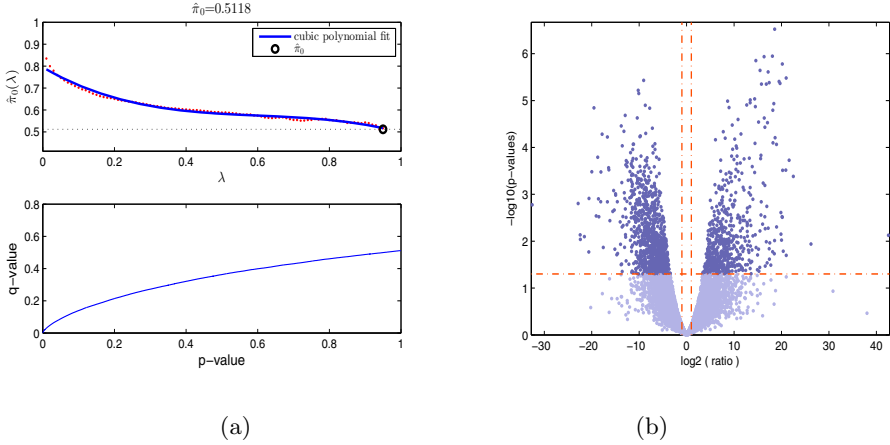 π̂₀=0.5118
cubic polynomial fit
π̂₀
1
0.9
0.8
0.7
0.6
0.5
π̂₀(λ)
0 0.2 0.4 0.6 0.8 1
λ
0.8
0.6
0.4
0.2
0
q−value
0 0.2 0.4 0.6 0.8 1
p−value
(a)
6
5
4
3
2
1
0
−log10(p−values)
−30 −20 −10 0 10 20 30 40
log2 ( ratio )
(b)